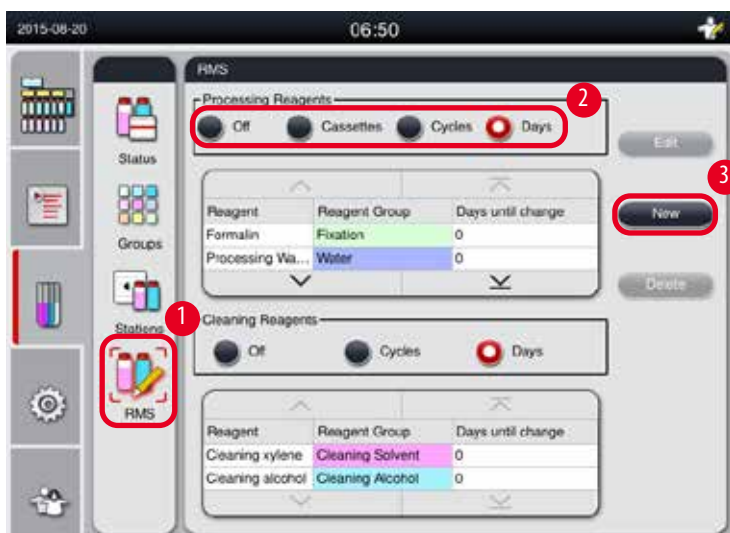 2015-08-20 06:50
RMS
Processing Reagents
2
Off Cassettes Cycles Days
Edit
Status
3
Reagent Reagent Group Days until change
New
Formalin Fixation 0
Groups
Processing Wa... Water 0
Delete
1
Stations
Cleaning Reagents
Of Cycles Days
RMS
Reagent Reagent Group Days until change
Cleaning xylene Cleaning Solvent 0
Cleaning alcohol Cleaning Alcohol 0